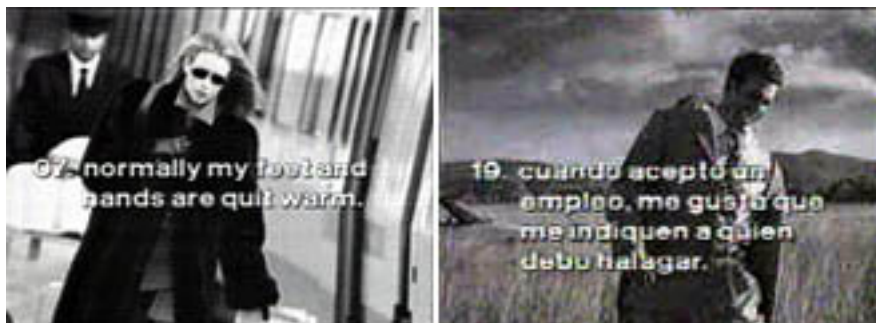 07. normally my feet and
hands are quit warm.
19. cuando acepto un
empleo, me gusta que
me indiquen a quien
debo halagar.